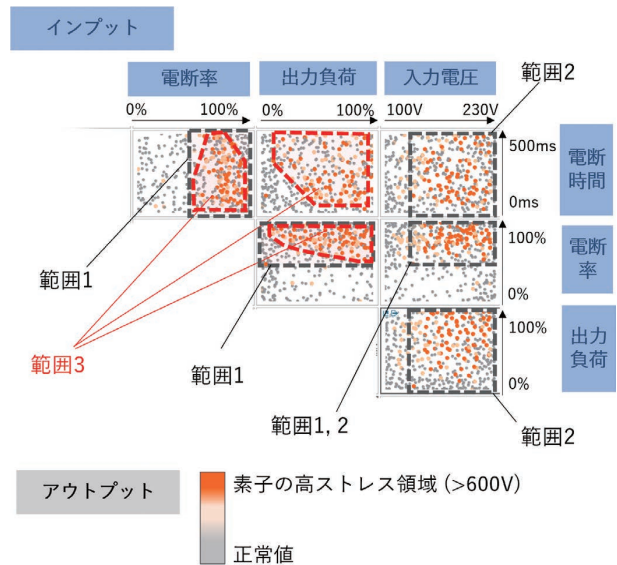 インプット
電断率
出力負荷
入力電圧
範囲2
0%
100%
0%
100%
100V
230V
500ms
0ms
電断
時間
100%
0%
電断
率
範囲1
範囲3
範囲1
100%
0%
出力
負荷
範囲1, 2
範囲2
アウトプット
素子の高ストレス領域 (>600V)
正常値